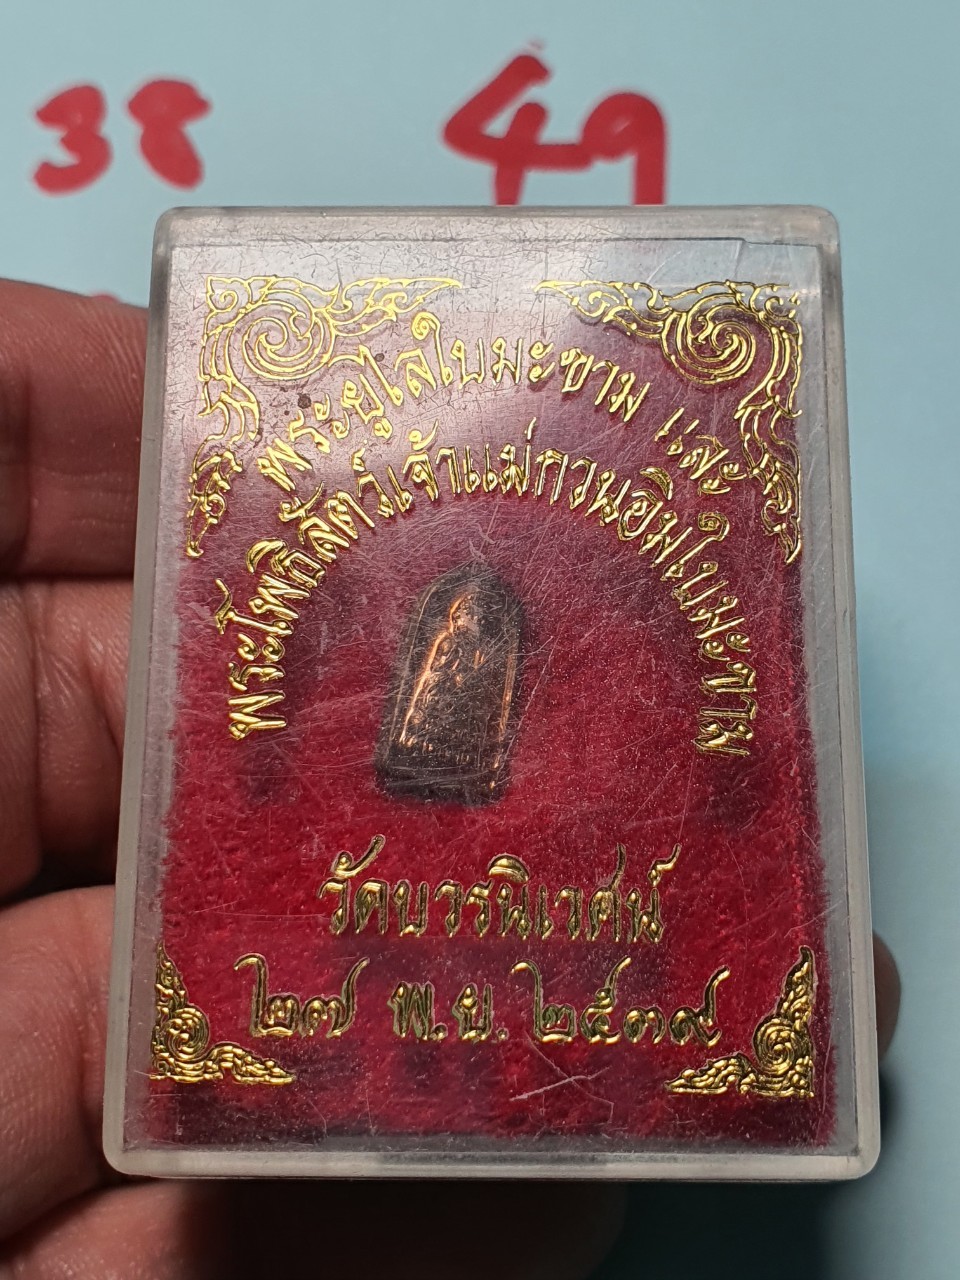 38 49
พระยูไลใบมะขาม และ
พระโพธิสัตว์เจ้าแม่กวนอิมใบมะขาม
วัดบวรนิเวศน์
๒๗ พ.ย. ๒๕๓๙